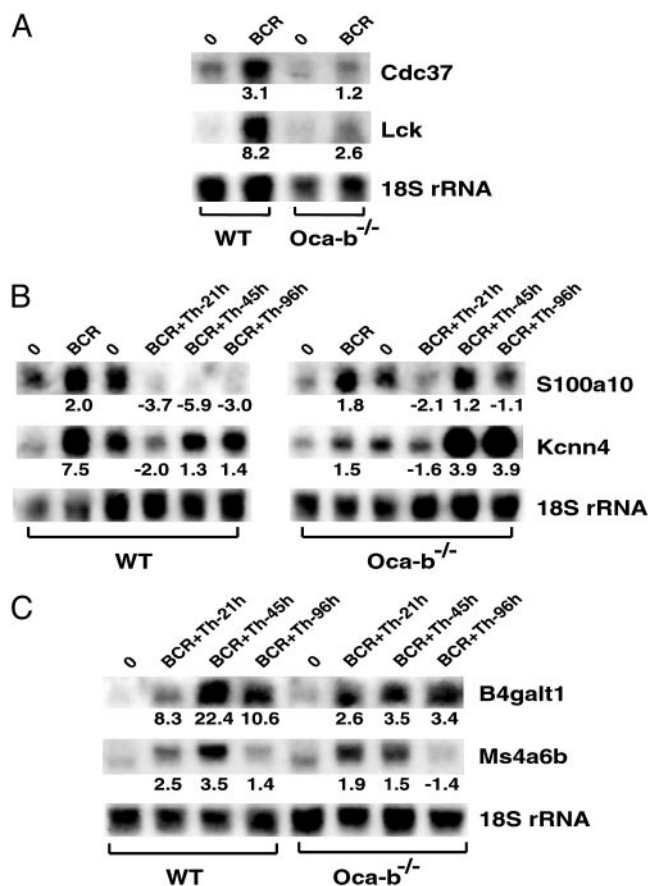 A
0 BCR 0 BCR
Cdc37
3.1 1.2
Lck
8.2 2.6
18S rRNA
WT Oca-b-/-
B
0 BCR 0 BCR+Th-21h BCR+Th-45h BCR+Th-96h 0 BCR 0 BCR+Th-21h BCR+Th-45h BCR+Th-96h
S100a10
2.0 -3.7 -5.9 -3.0 1.8 -2.1 1.2 -1.1
Kcnn4
7.5 -2.0 1.3 1.4 1.5 -1.6 3.9 3.9
18S rRNA
WT Oca-b-/-
C
0 BCR+Th-21h BCR+Th-45h BCR+Th-96h 0 BCR+Th-21h BCR+Th-45h BCR+Th-96h
B4galt1
8.3 22.4 10.6 2.6 3.5 3.4
Ms4a6b
2.5 3.5 1.4 1.9 1.5 -1.4
18S rRNA
WT Oca-b-/-